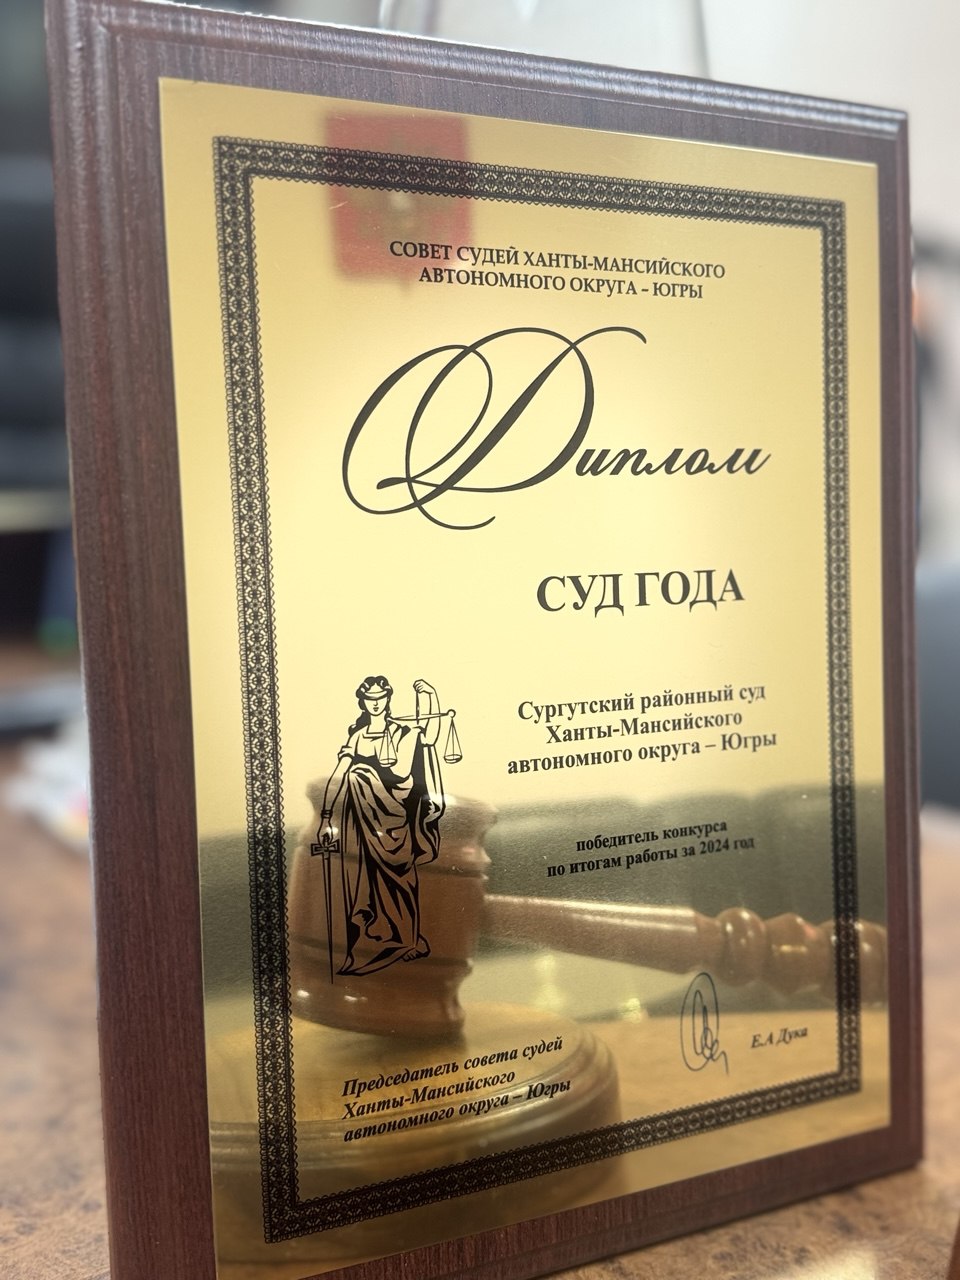 СОВЕТ СУДЕЙ ХАНТЫ-МАНСИЙСКОГО
АВТОНОМНОГО ОКРУГА – ЮГРЫ
Диплом
СУД ГОДА
Сургутский районный суд
Ханты-Мансийского
автономного округа – Югры
победитель конкурса
по итогам работы за 2024 год
Председатель совета судей
Ханты-Мансийского
автономного округа – Югры
Е.А Дука